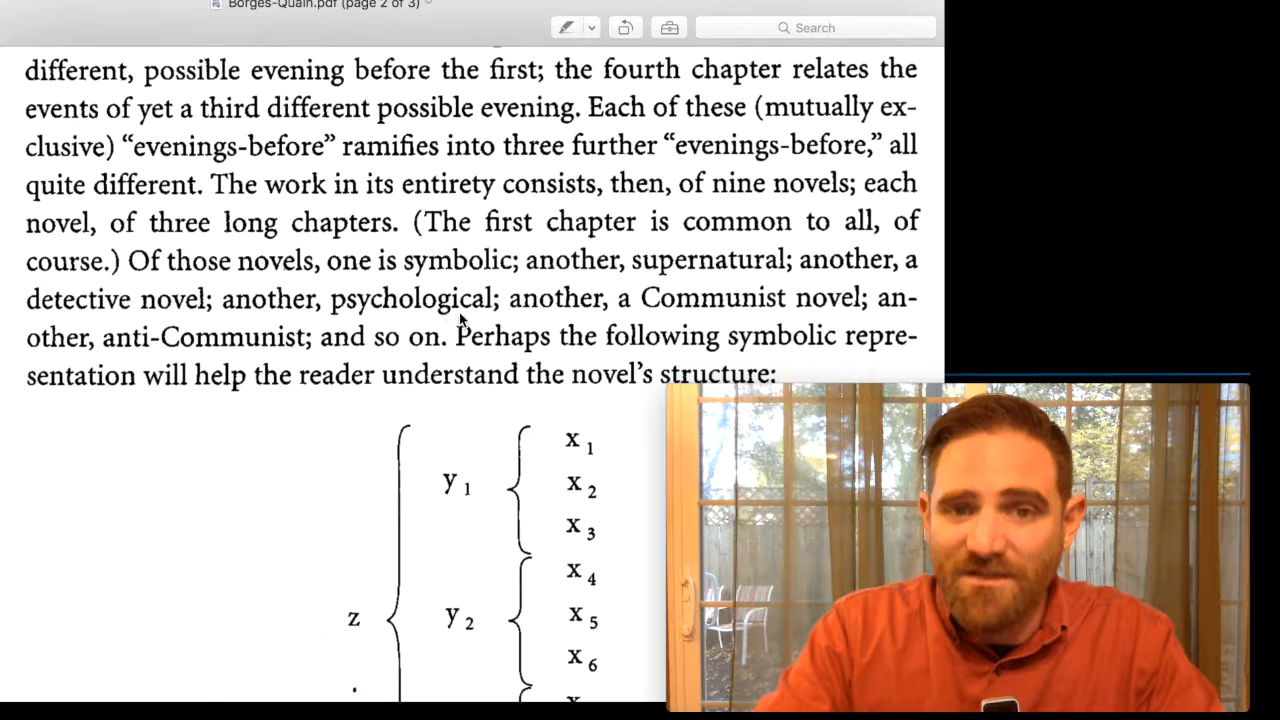 Borges-Quain.pdf (page 2 of 3)
Search
different, possible evening before the first; the fourth chapter relates the
events of yet a third different possible evening. Each of these (mutually ex-
clusive) “evenings-before” ramifies into three further “evenings-before,” all
quite different. The work in its entirety consists, then, of nine novels; each
novel, of three long chapters. (The first chapter is common to all, of
course.) Of those novels, one is symbolic; another, supernatural; another, a
detective novel; another, psychological; another, a Communist novel; an-
other, anti-Communist; and so on. Perhaps the following symbolic repre-
sentation will help the reader understand the novel’s structure:
x 1
y 1
x 2
x 3
x 4
z
y 2
x 5
x 6